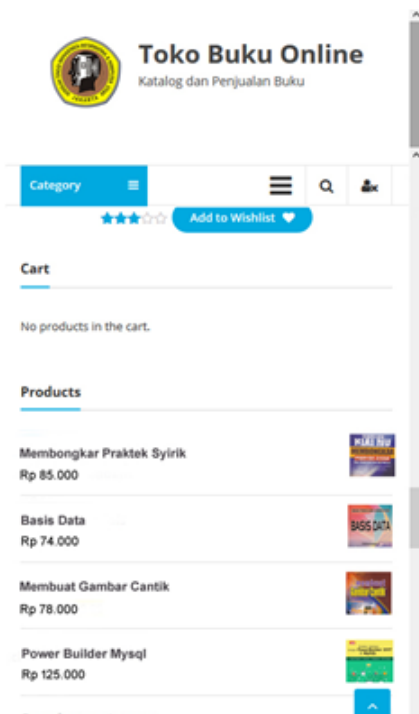 Toko Buku Online
Katalog dan Penjualan Buku
Category
Add to Wishlist
Cart
No products in the cart.
Products
Membongkar Praktek Syirik
Rp 85.000
Basis Data
Rp 74.000
BASIS DATA
Membuat Gambar Cantik
Rp 78.000
Power Builder Mysql
Rp 125.000